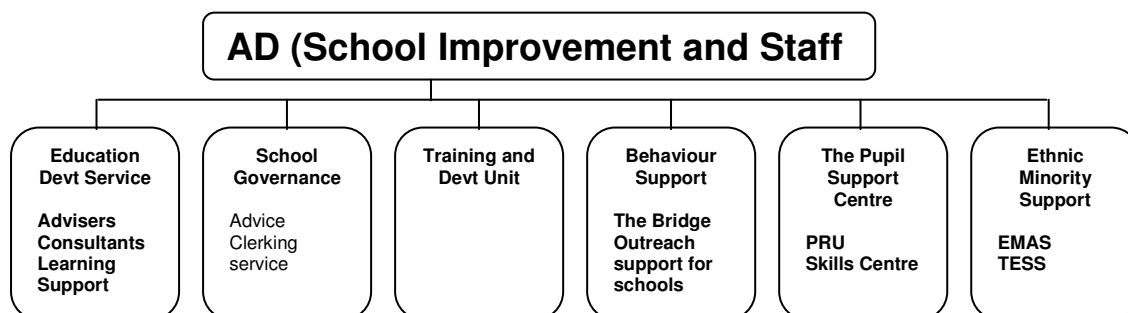 AD (School Improvement and Staff
Education
Devt Service
Advisers
Consultants
Learning
Support
School
Governance
Advice
Clerking
service
Training and
Devt Unit
Behaviour
Support
The Bridge
Outreach
support for
schools
The Pupil
Support
Centre
PRU
Skills Centre
Ethnic
Minority
Support
EMAS
TESS